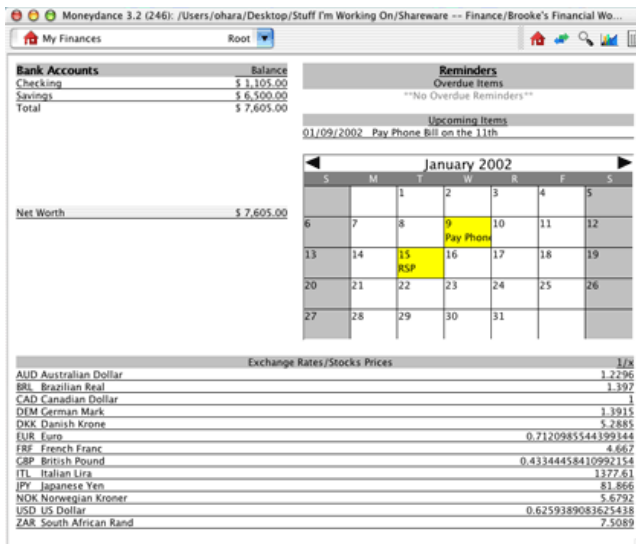 Moneydance 3.2 (246): /Users/ohara/Desktop/Stuff I'm Working On/Shareware -- Finance/Brooke's Financial Wo...
My Finances Root
Bank Accounts Balance
Checking $ 1,105.00
Savings $ 6,500.00
Total $ 7,605.00
Net Worth $ 7,605.00
Reminders
Overdue Items
**No Overdue Reminders**
Upcoming Items
01/09/2002 Pay Phone Bill on the 11th
January 2002
S M T W R F S
1 2 3 4 5
6 7 8 9 10 11 12
Pay Phone
13 14 15 16 17 18 19
RSP
20 21 22 23 24 25 26
27 28 29 30 31
Exchange Rates/Stocks Prices 1/x
AUD Australian Dollar 1.2296
BRL Brazilian Real 1.397
CAD Canadian Dollar 1
DEM German Mark 1.3915
DKK Danish Krone 5.2885
EUR Euro 0.7120985544399344
FRF French Franc 4.667
GBP British Pound 0.43344458410992154
ITL Italian Lira 1377.61
JPY Japanese Yen 81.866
NOK Norwegian Kroner 5.6792
USD US Dollar 0.6259389083625438
ZAR South African Rand 7.5089